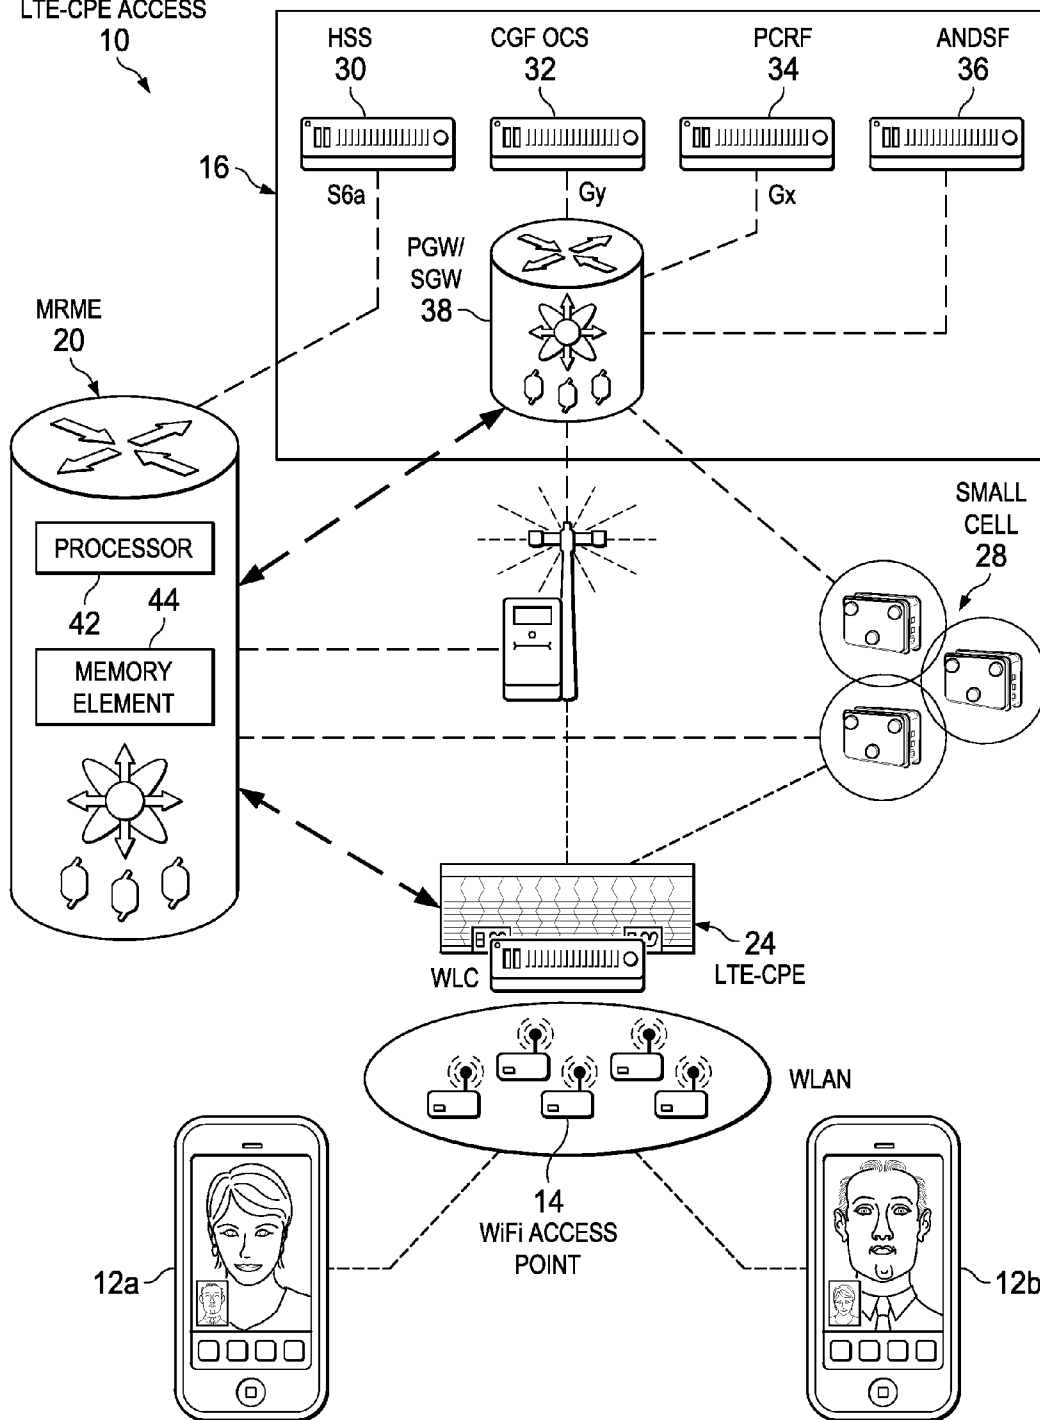 LTE-CPE ACCESS
10
HSS
30
CGF OCS
32
PCRF
34
ANDSF
36
16
S6a
Gy
Gx
PGW/
SGW
38
MRME
20
PROCESSOR
42
44
MEMORY
ELEMENT
SMALL
CELL
28
24
LTE-CPE
WLC
WLAN
14
WiFi ACCESS
POINT
12a
12b